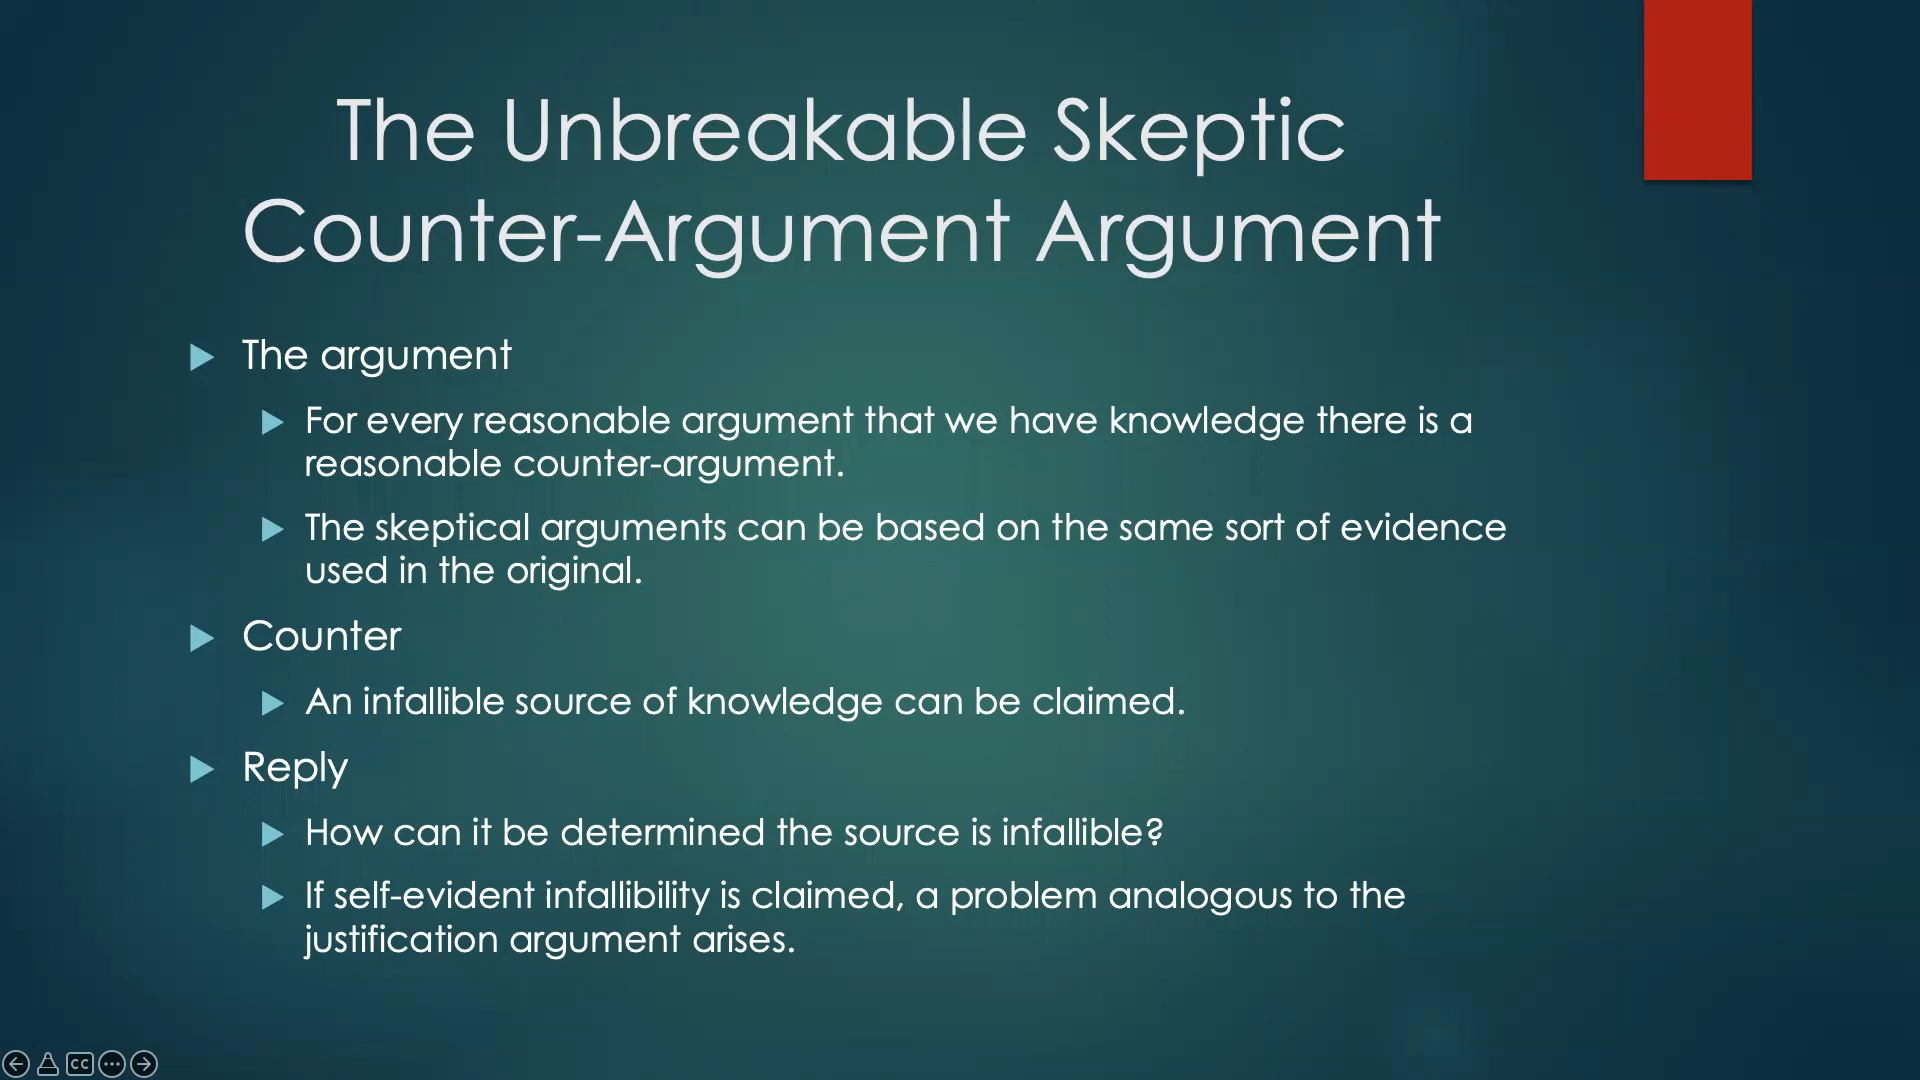 The Unbreakable Skeptic
Counter-Argument Argument
The argument
For every reasonable argument that we have knowledge there is a
reasonable counter-argument.
The skeptical arguments can be based on the same sort of evidence
used in the original.
Counter
An infallible source of knowledge can be claimed.
Reply
How can it be determined the source is infallible?
If self-evident infallibility is claimed, a problem analogous to the
justification argument arises.
CC